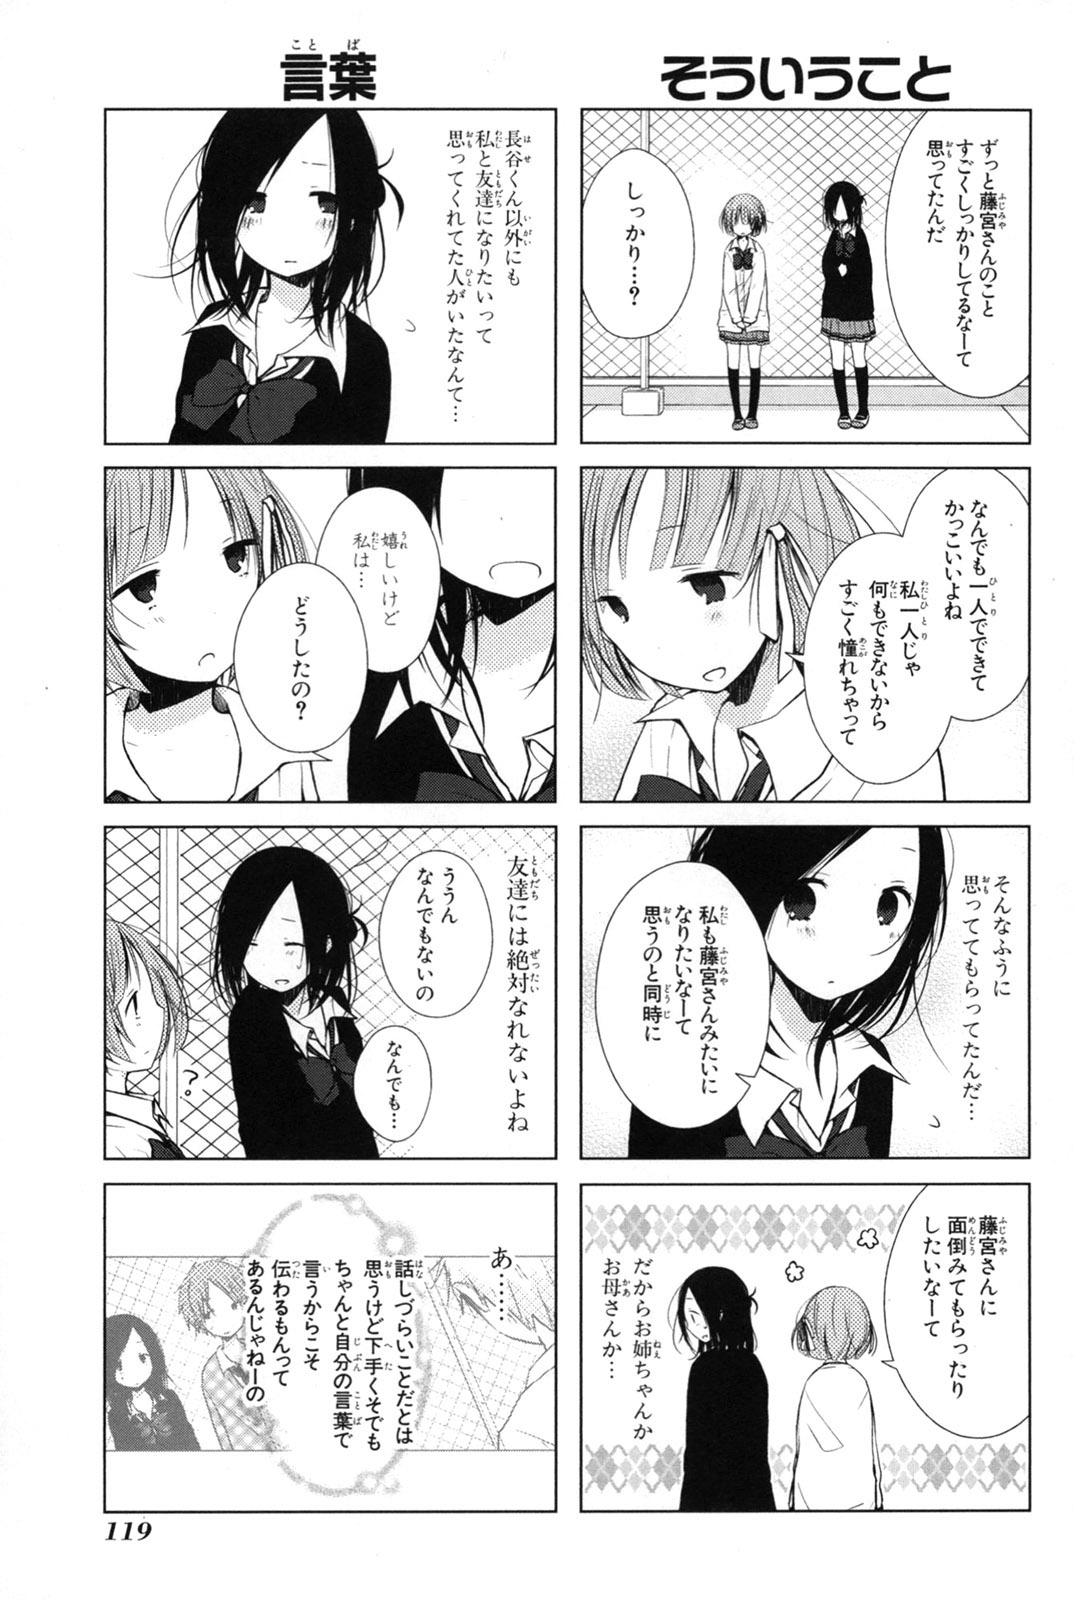 そういうこと
ずっと藤宮さんのこと
すごくしっかりしてるなーて
思ってたんだ
しっかり…?
なんでも一人でできて
かっこいいよね
私一人じゃ
何もできないから
すごく憧れちゃって
そんなふうに
思っててもらってたんだ…
私も藤宮さんみたいに
なりたいなーて
思うのと同時に
藤宮さんに
面倒みてもらったり
したいなーて
だからお姉ちゃんか
お母さんか…
言葉
長谷くん以外にも
私と友達になりたいって
思ってくれてた人がいたなんて…
嬉しいけど
私は…
どうしたの?
友達には絶対なれないよね
ううん
なんでもないの
なんでも…
?
あ……
話しづらいことだとは
思うけど下手くそでも
ちゃんと自分の言葉で
言うからこそ
伝わるもんって
あるんじゃねーの
119